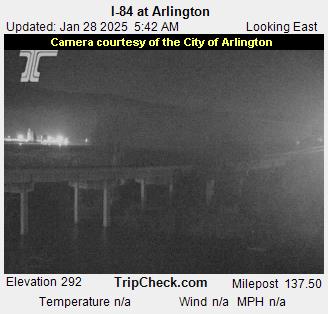 I-84 at Arlington
Updated: Jan 28 2025 5:42 AM Looking East
Camera courtesy of the City of Arlington
Elevation 292 TripCheck.com Milepost 137.50
Temperature n/a Wind n/a MPH n/a